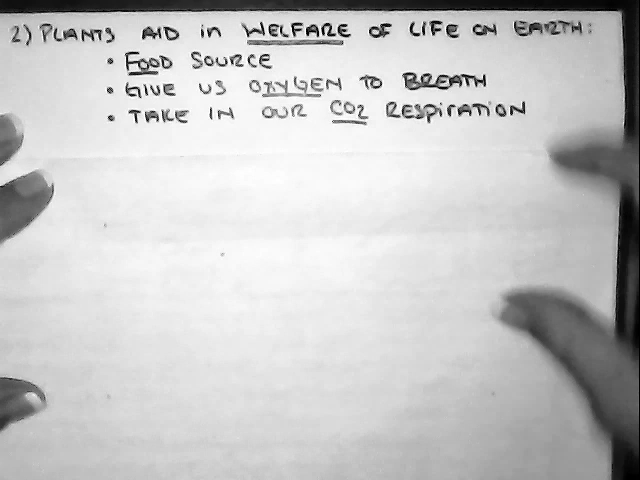 2) PLANTS AID in WELFARE OF LIFE ON EARTH:
• FOOD SOURCE
• GIVE US OXYGEN TO BREATH
• TAKE IN OUR CO2 RESPIRATION